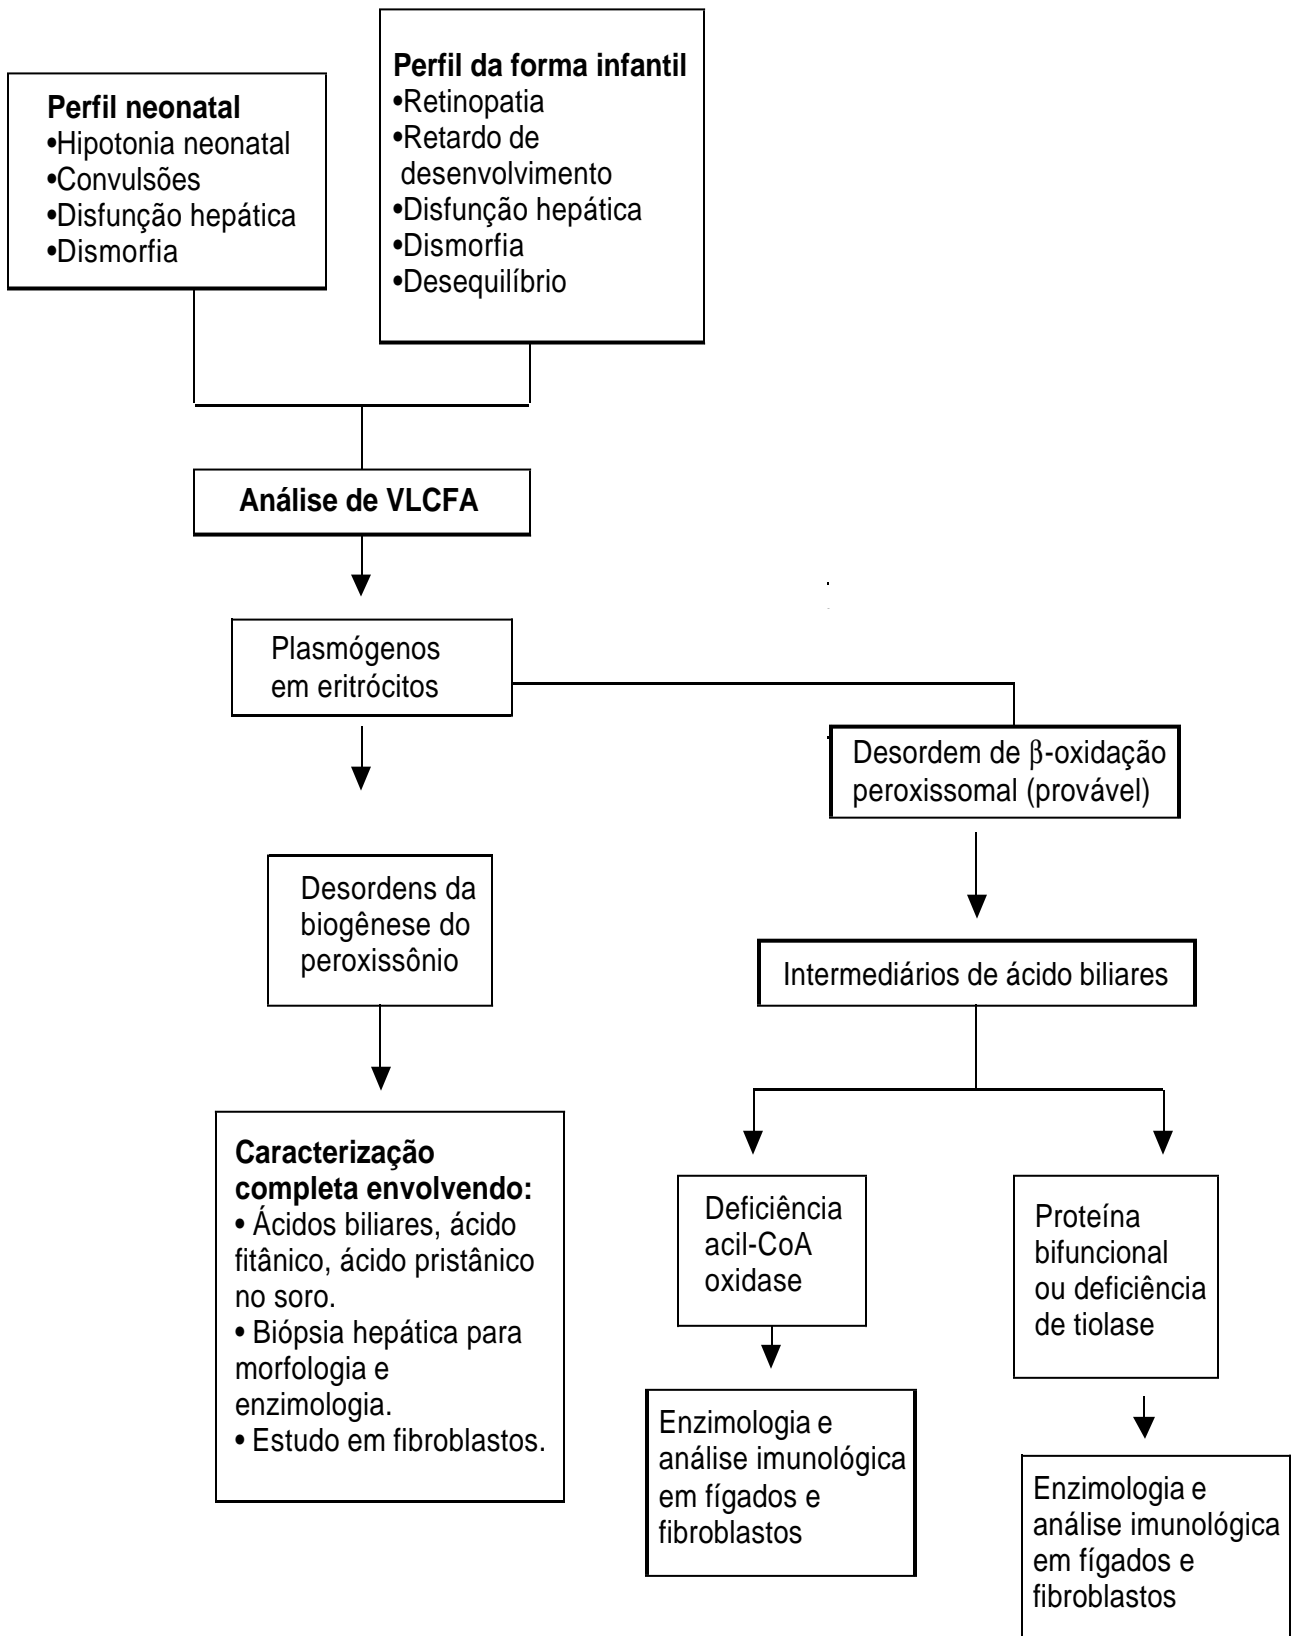 Perfil neonatal
•Hipotonia neonatal
•Convulsões
•Disfunção hepática
•Dismorfia
Perfil da forma infantil
•Retinopatia
•Retardo de
desenvolvimento
•Disfunção hepática
•Dismorfia
•Desequilíbrio
Análise de VLCFA
Plasmógenos
em eritrócitos
Desordem de β-oxidação
peroxissomal (provável)
Desordens da
biogênese do
peroxissônio
Intermediários de ácido biliares
Caracterização
completa envolvendo:
• Ácidos biliares, ácido
fitânico, ácido pristânico
no soro.
• Biópsia hepática para
morfologia e
enzimologia.
• Estudo em fibroblastos.
Deficiência
acil-CoA
oxidase
Proteína
bifuncional
ou deficiência
de tiolase
Enzimologia e
análise imunológica
em fígados e
fibroblastos
Enzimologia e
análise imunológica
em fígados e
fibroblastos